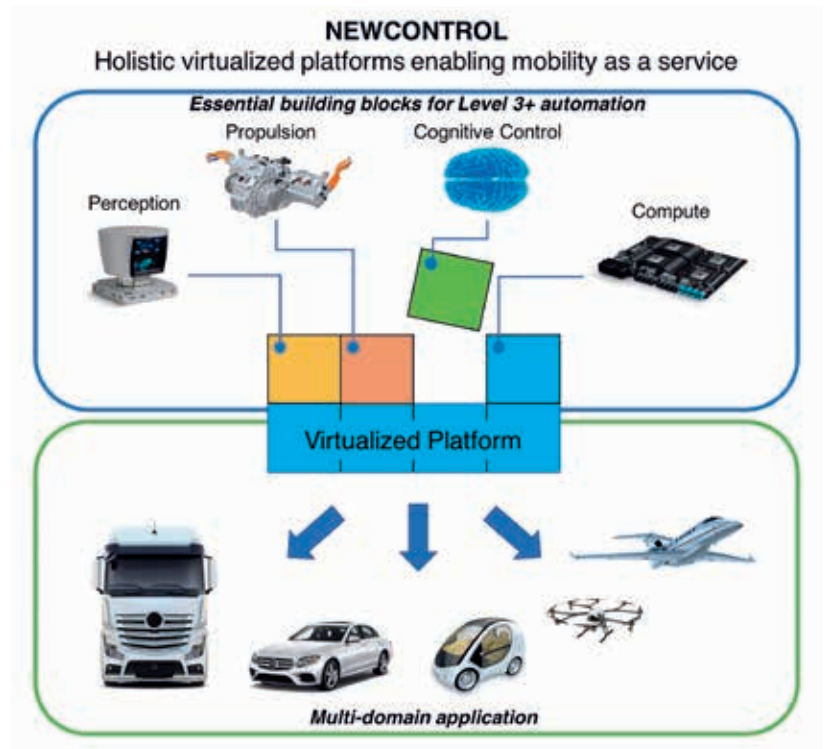 NEWCONTROL
Holistic virtualized platforms enabling mobility as a service
Essential building blocks for Level 3+ automation
Propulsion
Cognitive Control
Perception
Compute
Virtualized Platform
Multi-domain application